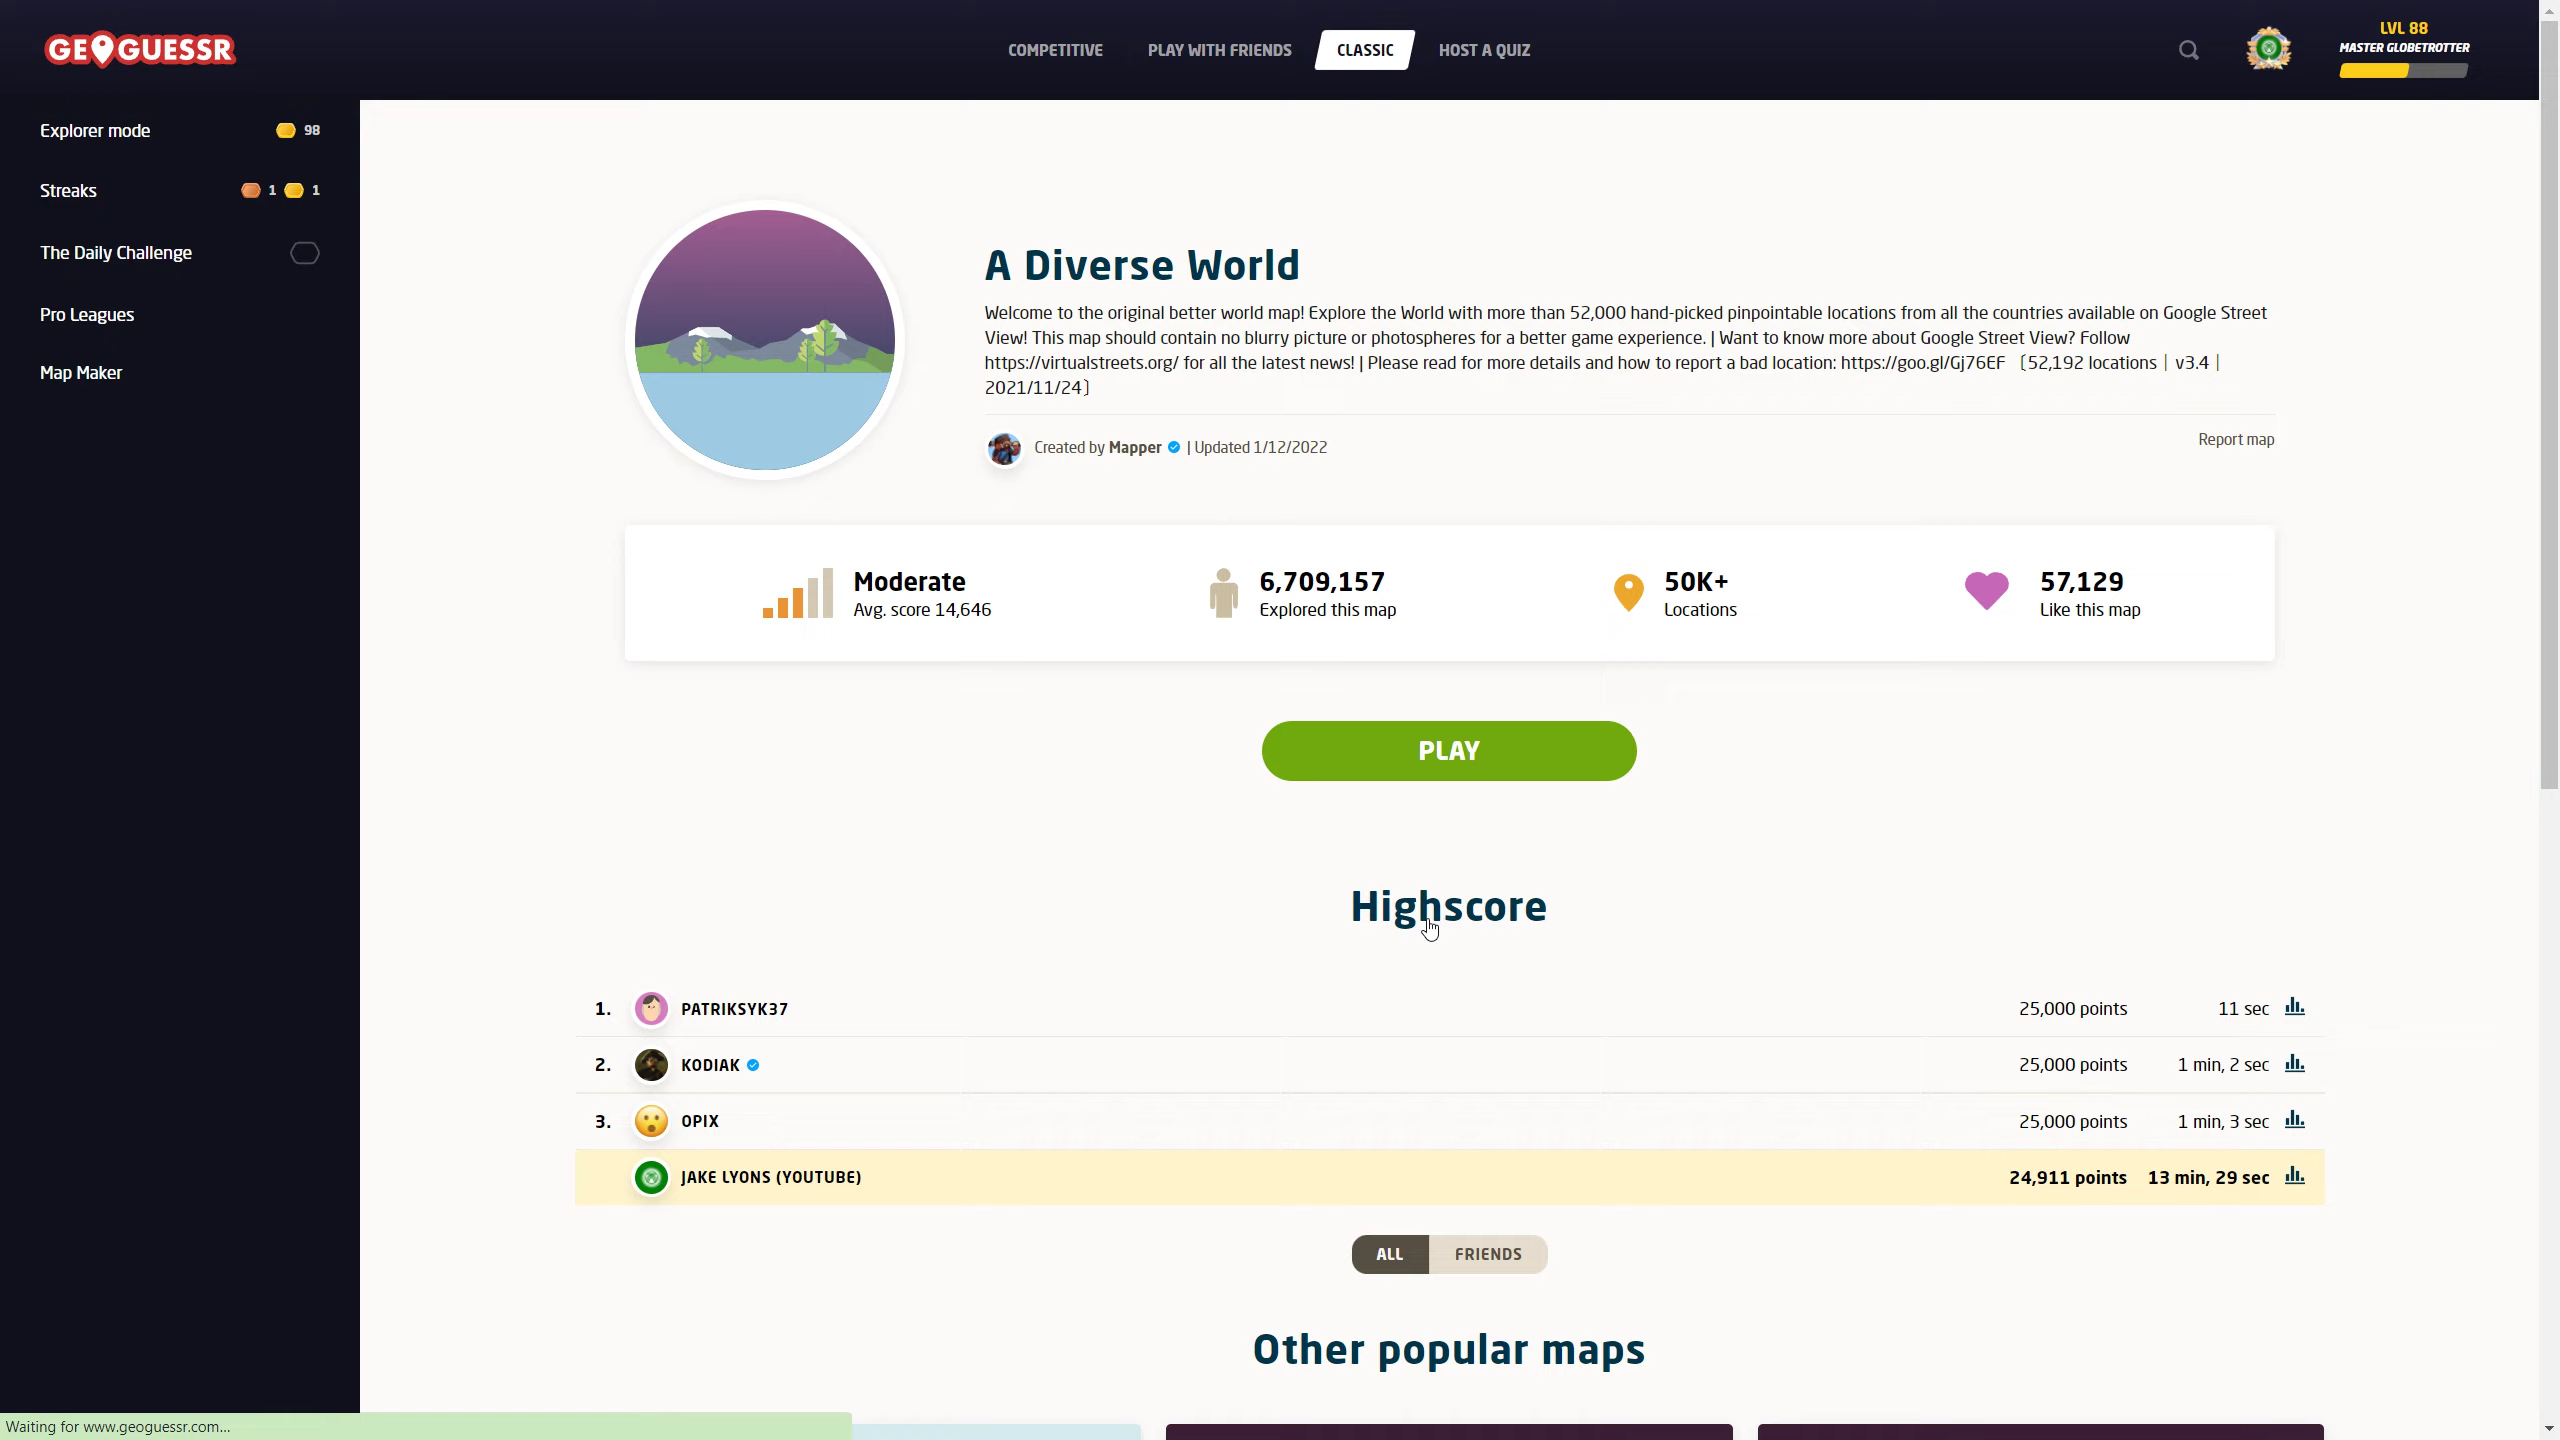 GEOGUESSR
COMPETITIVE
PLAY WITH FRIENDS
CLASSIC
HOST A QUIZ
LVL 88
MASTER GLOBETROTTER
Explorer mode
98
Streaks
1
1
The Daily Challenge
Pro Leagues
Map Maker
A Diverse World
Welcome to the original better world map! Explore the World with more than 52,000 hand-picked pinpointable locations from all the countries available on Google Street
View! This map should contain no blurry picture or photospheres for a better game experience. | Want to know more about Google Street View? Follow
https://virtualstreets.org/ for all the latest news! | Please read for more details and how to report a bad location: https://goo.gl/Gj76EF 〔52,192 locations｜v3.4｜
2021/11/24〕
Created by Mapper | Updated 1/12/2022
Report map
Moderate
Avg. score 14,646
6,709,157
Explored this map
50K+
Locations
57,129
Like this map
PLAY
Highscore
1. PATRIKSYK37 25,000 points 11 sec
2. KODIAK 25,000 points 1 min, 2 sec
3. OPIX 25,000 points 1 min, 3 sec
JAKE LYONS (YOUTUBE) 24,911 points 13 min, 29 sec
ALL
FRIENDS
Other popular maps
Waiting for www.geoguessr.com...